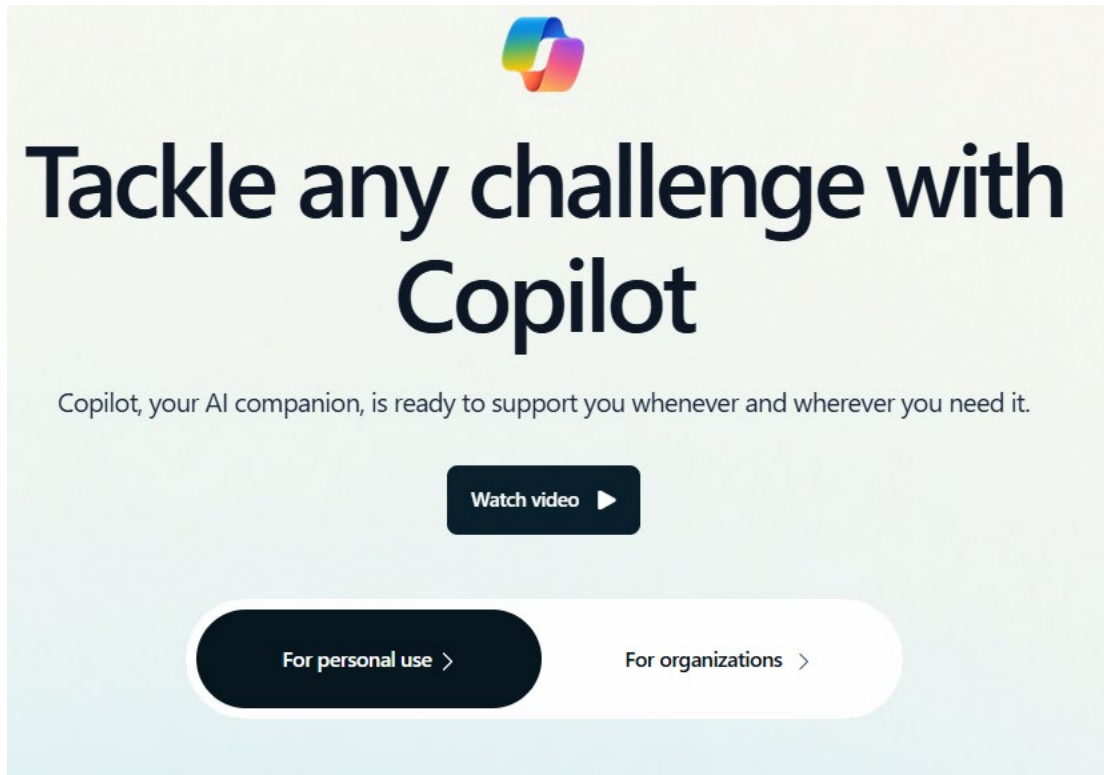 Tackle any challenge with
Copilot
Copilot, your AI companion, is ready to support you whenever and wherever you need it.
Watch video
For personal use
For organizations